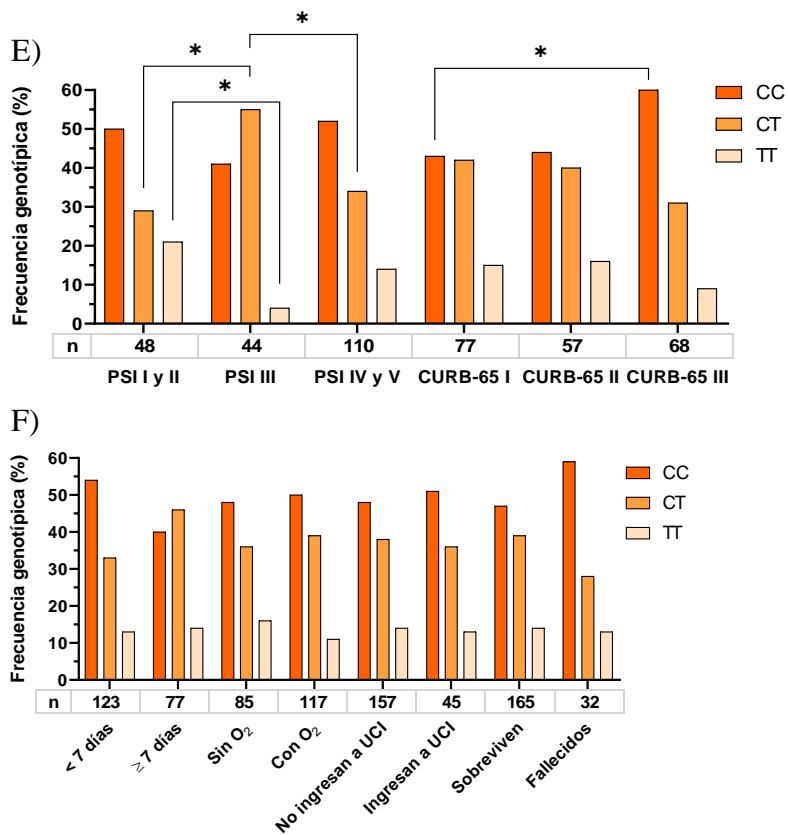 E)
* * * *
Frecuencia genotípica (%)
60
50
40
30
20
10
0
CC
CT
TT
n 48 44 110 77 57 68
PSI I y II PSI III PSI IV y V CURB-65 I CURB-65 II CURB-65 III
F)
Frecuencia genotípica (%)
60
50
40
30
20
10
0
CC
CT
TT
n 123 77 85 117 157 45 165 32
< 7 días
≥ 7 días
Sin O₂
Con O₂
No ingresan a UCI
Ingresan a UCI
Sobreviven
Fallecidos